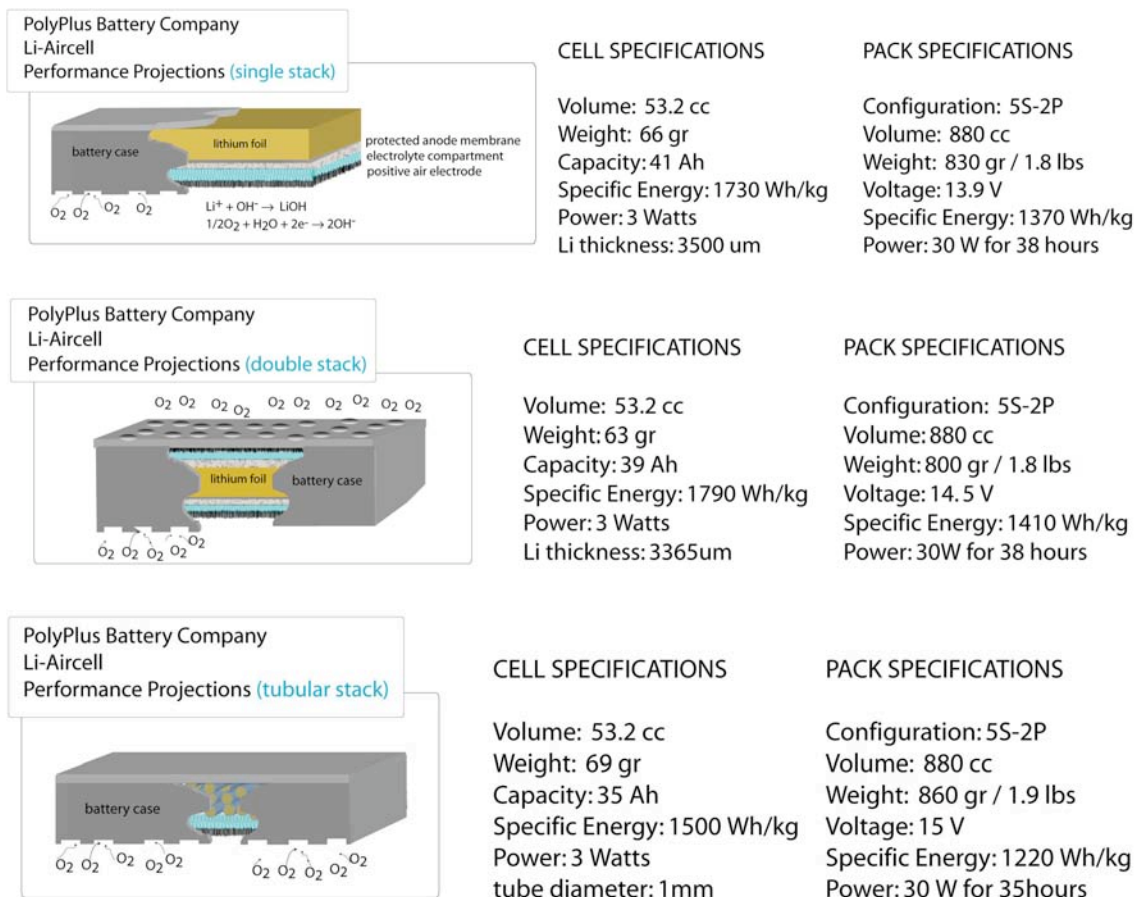 PolyPlus Battery Company
Li-Aircell
Performance Projections (single stack)
battery case
lithium foil
protected anode membrane
electrolyte compartment
positive air electrode
O2 O2 O2 O2
Li+ + OH- → LiOH
1/2O2 + H2O + 2e- → 2OH-
CELL SPECIFICATIONS
Volume: 53.2 cc
Weight: 66 gr
Capacity: 41 Ah
Specific Energy: 1730 Wh/kg
Power: 3 Watts
Li thickness: 3500 um
PACK SPECIFICATIONS
Configuration: 5S-2P
Volume: 880 cc
Weight: 830 gr / 1.8 lbs
Voltage: 13.9 V
Specific Energy: 1370 Wh/kg
Power: 30 W for 38 hours
PolyPlus Battery Company
Li-Aircell
Performance Projections (double stack)
O2 O2 O2 O2 O2 O2 O2 O2 O2 O2
lithium foil
battery case
O2 O2 O2 O2 O2
CELL SPECIFICATIONS
Volume: 53.2 cc
Weight: 63 gr
Capacity: 39 Ah
Specific Energy: 1790 Wh/kg
Power: 3 Watts
Li thickness: 3365um
PACK SPECIFICATIONS
Configuration: 5S-2P
Volume: 880 cc
Weight: 800 gr / 1.8 lbs
Voltage: 14.5 V
Specific Energy: 1410 Wh/kg
Power: 30W for 38 hours
PolyPlus Battery Company
Li-Aircell
Performance Projections (tubular stack)
battery case
O2 O2 O2 O2 O2 O2 O2 O2 O2 O2
CELL SPECIFICATIONS
Volume: 53.2 cc
Weight: 69 gr
Capacity: 35 Ah
Specific Energy: 1500 Wh/kg
Power: 3 Watts
tube diameter: 1mm
PACK SPECIFICATIONS
Configuration: 5S-2P
Volume: 880 cc
Weight: 860 gr / 1.9 lbs
Voltage: 15 V
Specific Energy: 1220 Wh/kg
Power: 30 W for 35hours